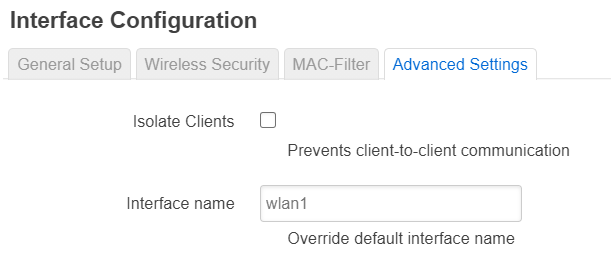 Interface Configuration
General Setup Wireless Security MAC-Filter Advanced Settings
Isolate Clients
Prevents client-to-client communication
Interface name wlan1
Override default interface name